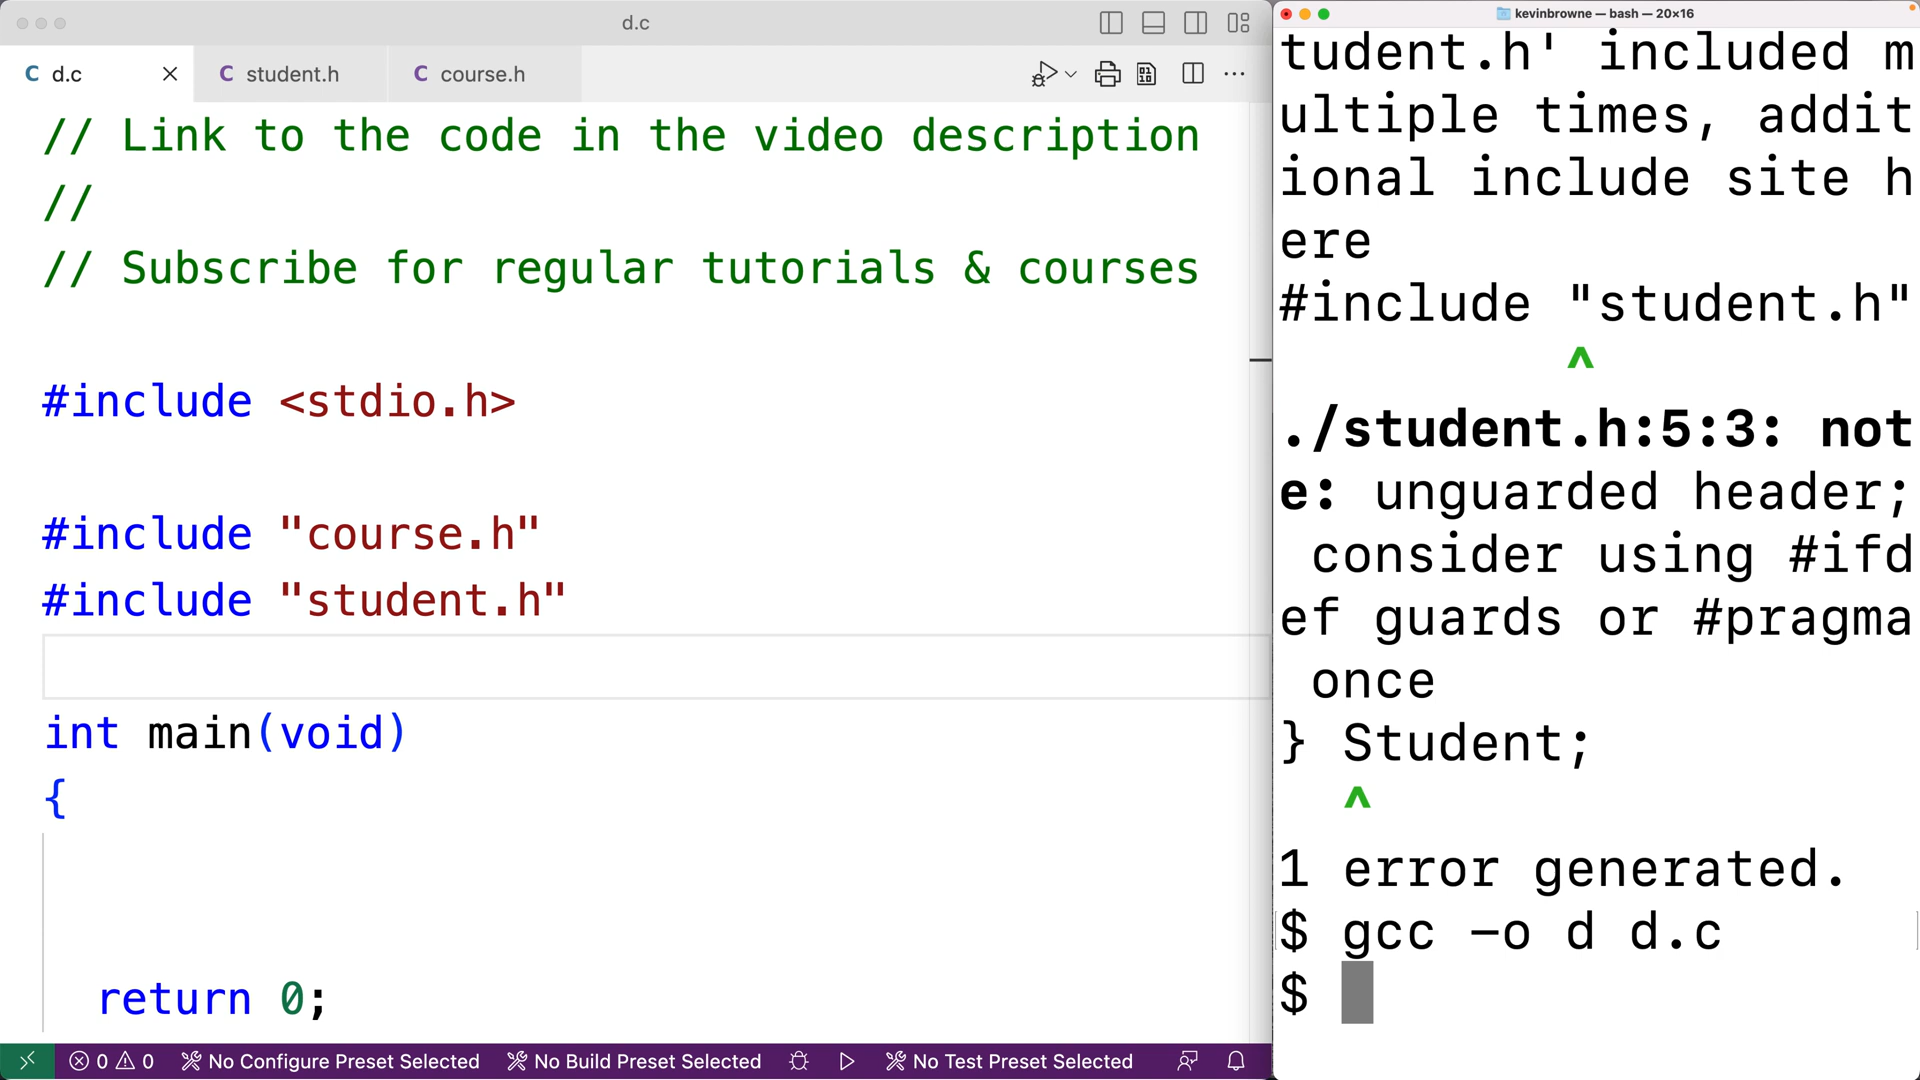 d.c
C d.c
C student.h
C course.h
// Link to the code in the video description
//
// Subscribe for regular tutorials & courses
#include <stdio.h>
#include "course.h"
#include "student.h"
int main(void)
{
return 0;
0 0 No Configure Preset Selected No Build Preset Selected No Test Preset Selected
kevinbrowne — bash — 20×16
tudent.h' included m
ultiple times, addit
ional include site h
ere
#include "student.h"
^
./student.h:5:3: not
e: unguarded header;
consider using #ifd
ef guards or #pragma
once
} Student;
^
1 error generated.
$ gcc -o d d.c
$